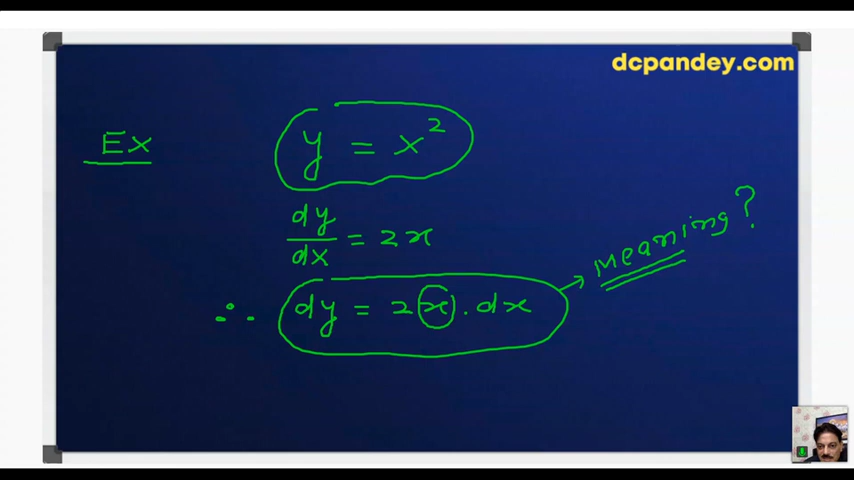 dcpandey.com
Ex y = x²
dy/dx = 2x
∴ dy = 2x . dx → meaning?